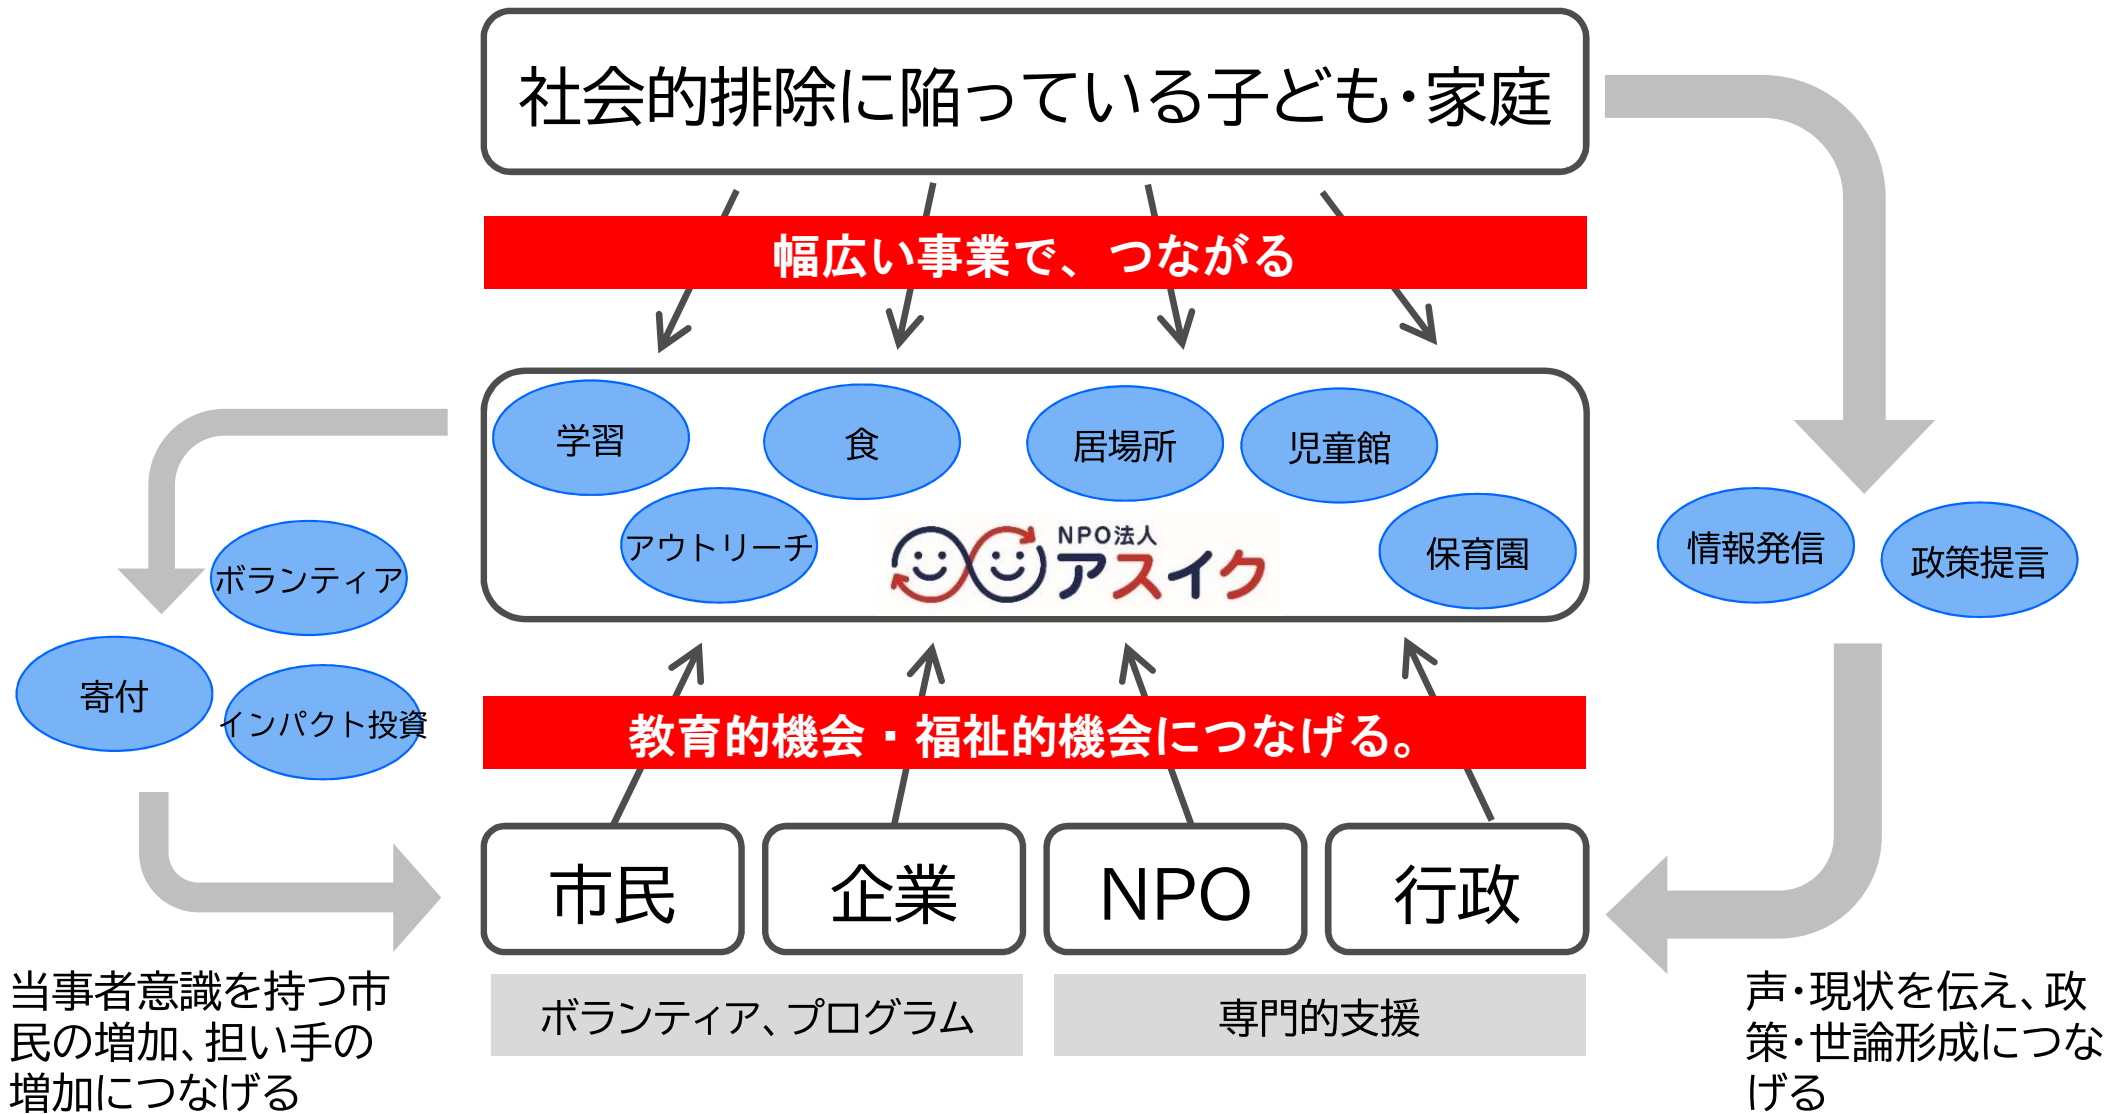 社会的排除に陥っている子ども・家庭
幅広い事業で、つながる
学習
食
居場所
児童館
アウトリーチ
NPO法人
アスイク
保育園
ボランティア
寄付
インパクト投資
情報発信
政策提言
教育的機会・福祉的機会につなげる。
市民
企業
NPO
行政
ボランティア、プログラム
専門的支援
当事者意識を持つ市
民の増加、担い手の
増加につなげる
声・現状を伝え、政
策・世論形成につな
げる